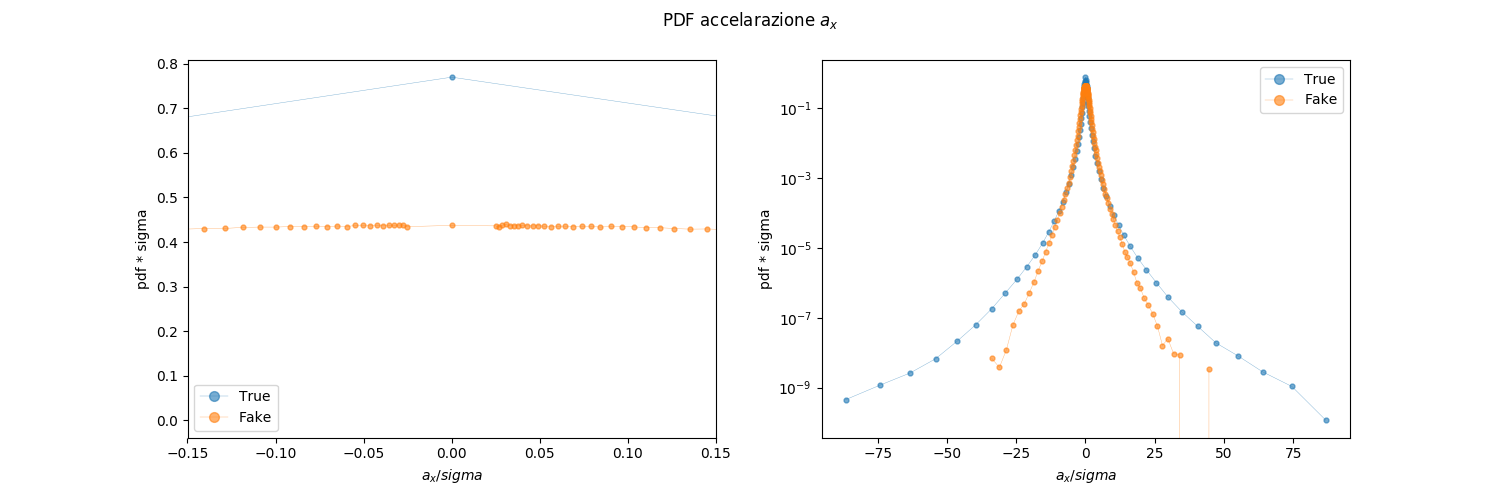 PDF accelarazione $a_x$
0.8
0.7
0.6
0.5
0.4
0.3
0.2
0.1
0.0
pdf * sigma
True
Fake
−0.15 −0.10 −0.05 0.00 0.05 0.10 0.15
$a_x/sigma$
True
Fake
10⁻¹
10⁻³
10⁻⁵
10⁻⁷
10⁻⁹
pdf * sigma
−75 −50 −25 0 25 50 75
$a_x/sigma$